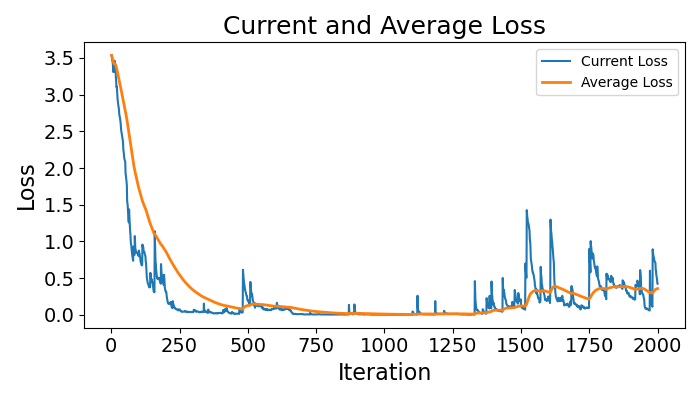 Current and Average Loss
Current Loss
Average Loss
Loss
3.5
3.0
2.5
2.0
1.5
1.0
0.5
0.0
0 250 500 750 1000 1250 1500 1750 2000
Iteration